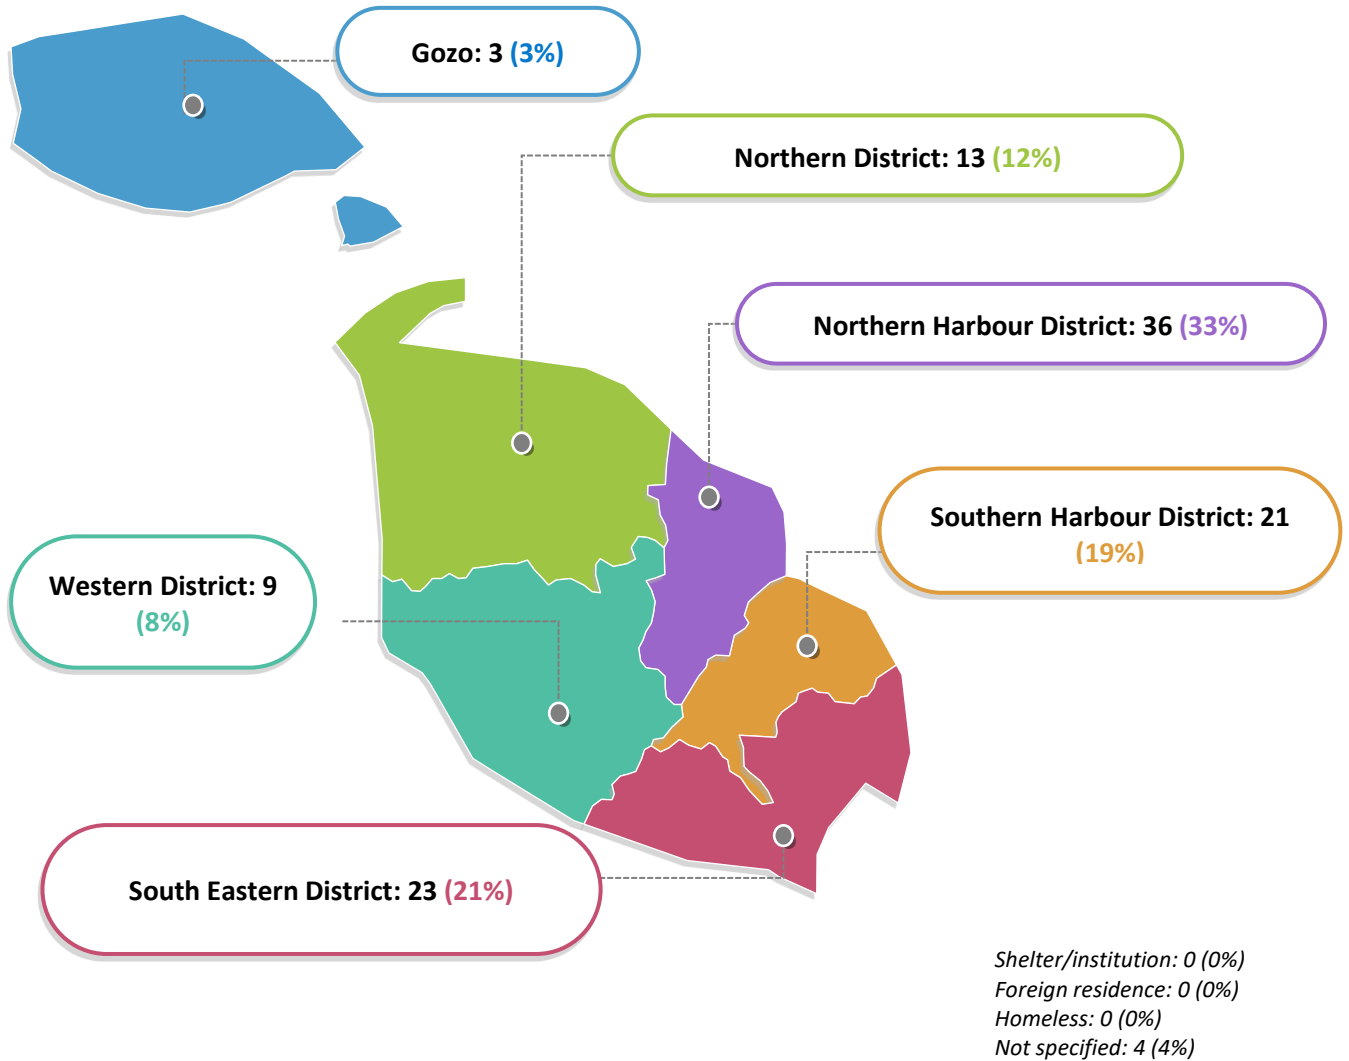 Gozo: 3 (3%)
Northern District: 13 (12%)
Northern Harbour District: 36 (33%)
Southern Harbour District: 21
(19%)
Western District: 9
(8%)
South Eastern District: 23 (21%)
Shelter/institution: 0 (0%)
Foreign residence: 0 (0%)
Homeless: 0 (0%)
Not specified: 4 (4%)